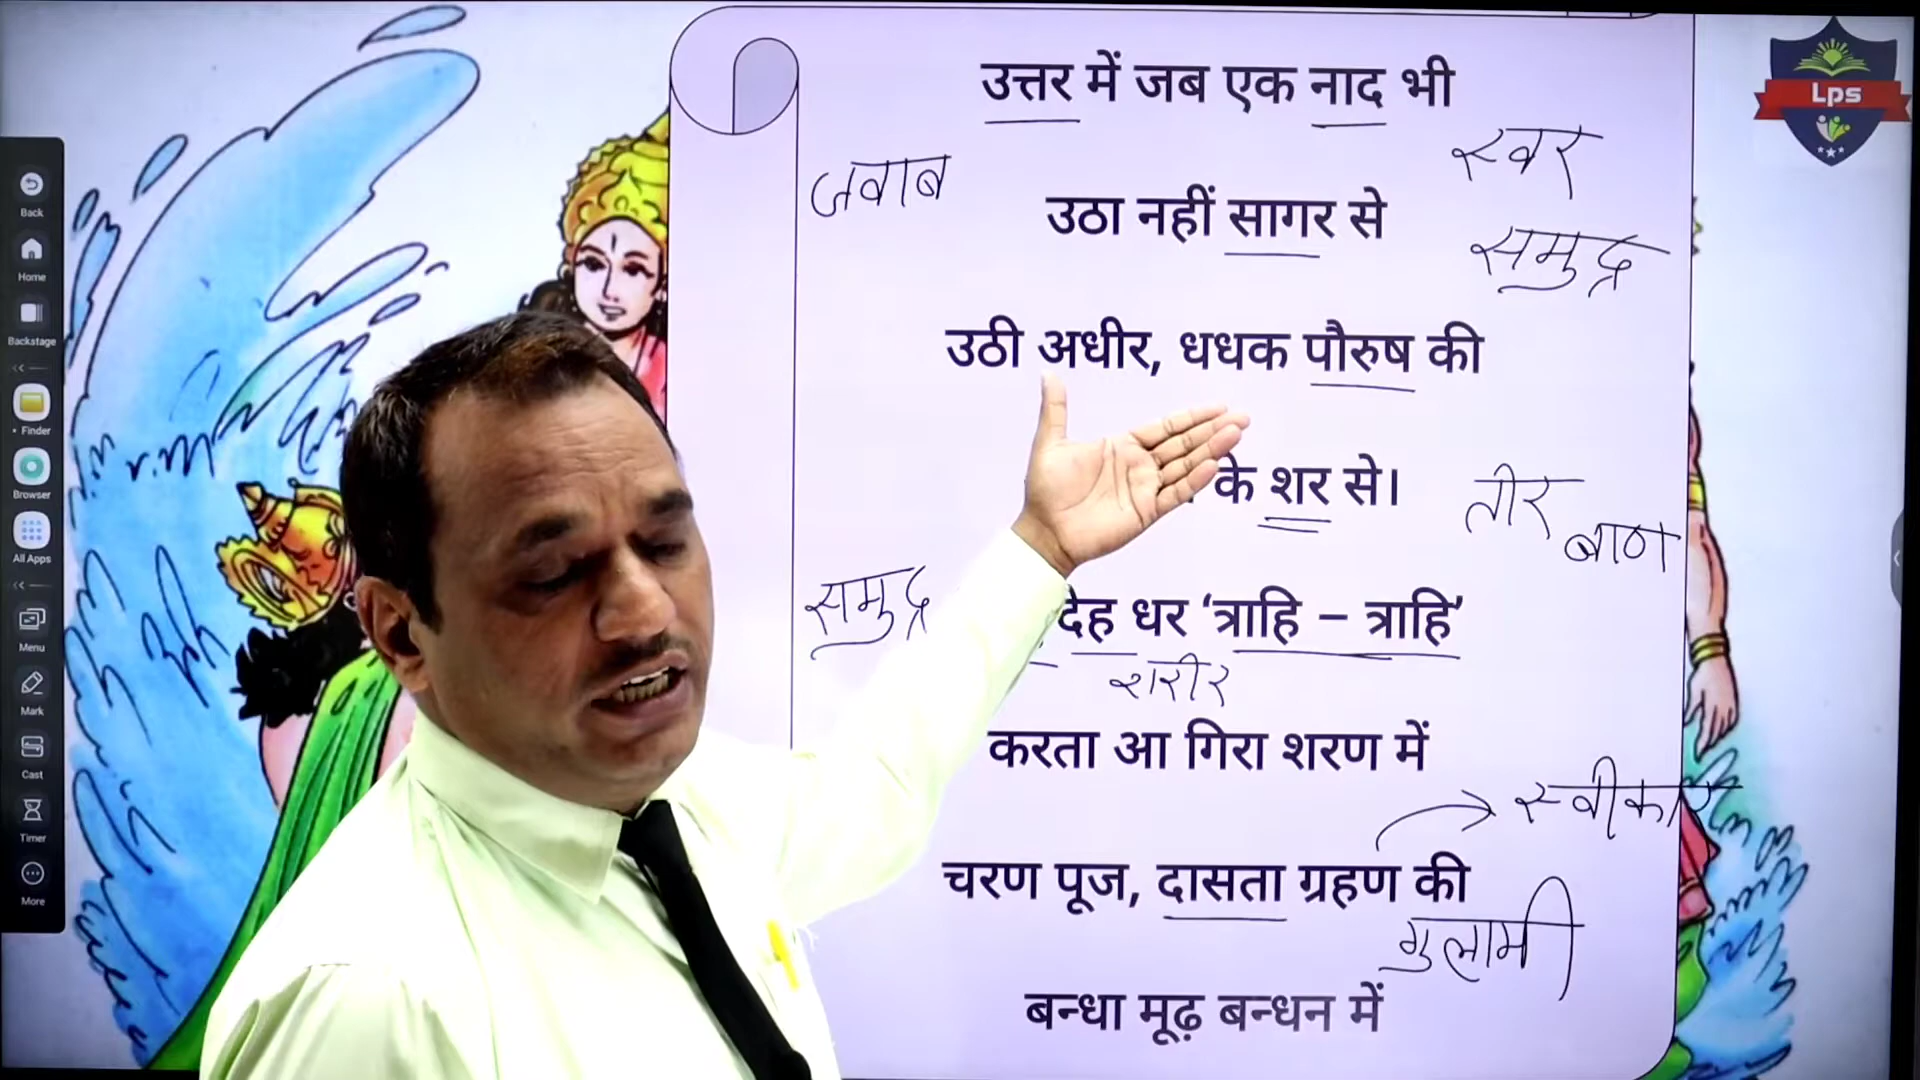 Lps
उत्तर में जब एक नाद भी
जवाब
स्वर
उठा नहीं सागर से
समुद्र
उठी अधीर, धधक पौरुष की
के शर से।
तीर
बाण
समुद्र
देह धर ‘त्राहि – त्राहि’
शरीर
करता आ गिरा शरण में
स्वीकार
चरण पूज, दासता ग्रहण की
गुलामी
बन्धा मूढ़ बन्धन में
Back
Home
Backstage
Finder
Browser
All Apps
Menu
Mark
Cast
Timer
More